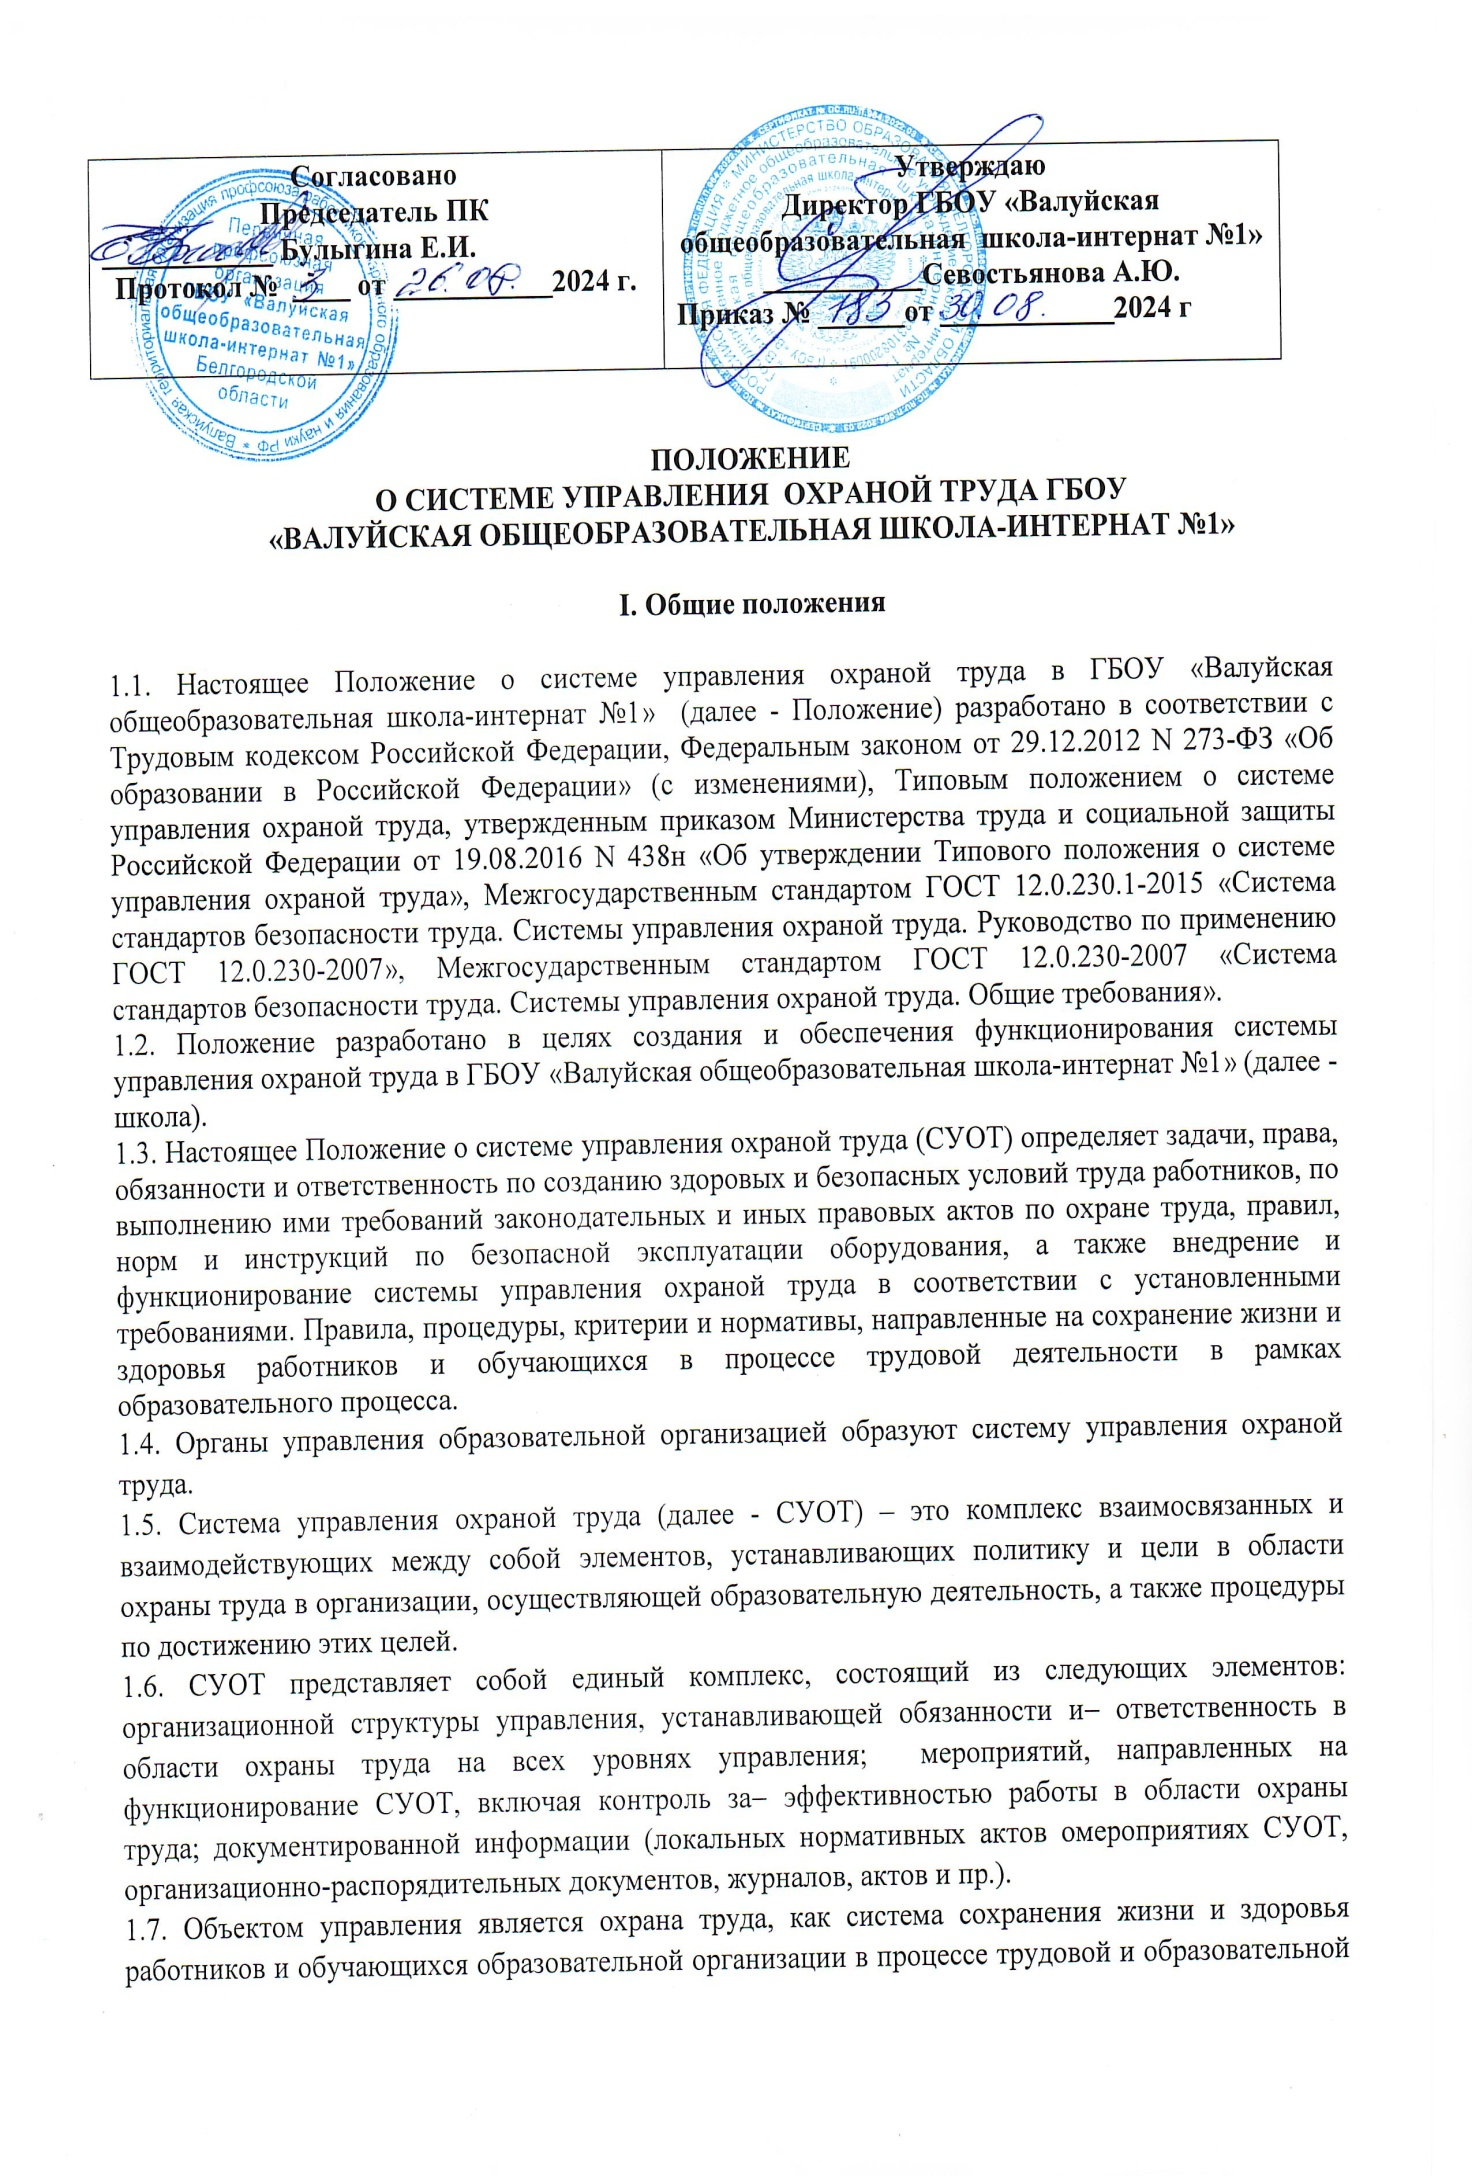 Согласовано
Председатель ПК
____________ Булыгина Е.И.
Протокол № 3 от 26.08. 2024 г.
Утверждаю
Директор ГБОУ «Валуйская
общеобразовательная школа-интернат №1»
____________Севостьянова А.Ю.
Приказ № 183 от 30.08. 2024 г
Первичная
профсоюзная
организация
«Валуйская
общеобразовательная
школа-интернат №1»
Белгородской
области
ПОЛОЖЕНИЕ
О СИСТЕМЕ УПРАВЛЕНИЯ ОХРАНОЙ ТРУДА ГБОУ
«ВАЛУЙСКАЯ ОБЩЕОБРАЗОВАТЕЛЬНАЯ ШКОЛА-ИНТЕРНАТ №1»
I. Общие положения
1.1. Настоящее Положение о системе управления охраной труда в ГБОУ «Валуйская
общеобразовательная школа-интернат №1» (далее - Положение) разработано в соответствии с
Трудовым кодексом Российской Федерации, Федеральным законом от 29.12.2012 N 273-ФЗ «Об
образовании в Российской Федерации» (с изменениями), Типовым положением о системе
управления охраной труда, утвержденным приказом Министерства труда и социальной защиты
Российской Федерации от 19.08.2016 N 438н «Об утверждении Типового положения о системе
управления охраной труда», Межгосударственным стандартом ГОСТ 12.0.230.1-2015 «Система
стандартов безопасности труда. Системы управления охраной труда. Руководство по применению
ГОСТ 12.0.230-2007», Межгосударственным стандартом ГОСТ 12.0.230-2007 «Система
стандартов безопасности труда. Системы управления охраной труда. Общие требования».
1.2. Положение разработано в целях создания и обеспечения функционирования системы
управления охраной труда в ГБОУ «Валуйская общеобразовательная школа-интернат №1» (далее -
школа).
1.3. Настоящее Положение о системе управления охраной труда (СУОТ) определяет задачи, права,
обязанности и ответственность по созданию здоровых и безопасных условий труда работников, по
выполнению ими требований законодательных и иных правовых актов по охране труда, правил,
норм и инструкций по безопасной эксплуатации оборудования, а также внедрение и
функционирование системы управления охраной труда в соответствии с установленными
требованиями. Правила, процедуры, критерии и нормативы, направленные на сохранение жизни и
здоровья работников и обучающихся в процессе трудовой деятельности в рамках
образовательного процесса.
1.4. Органы управления образовательной организацией образуют систему управления охраной
труда.
1.5. Система управления охраной труда (далее - СУОТ) – это комплекс взаимосвязанных и
взаимодействующих между собой элементов, устанавливающих политику и цели в области
охраны труда в организации, осуществляющей образовательную деятельность, а также процедуры
по достижению этих целей.
1.6. СУОТ представляет собой единый комплекс, состоящий из следующих элементов:
организационной структуры управления, устанавливающей обязанности и– ответственность в
области охраны труда на всех уровнях управления; мероприятий, направленных на
функционирование СУОТ, включая контроль за– эффективностью работы в области охраны
труда; документированной информации (локальных нормативных актов омероприятиях СУОТ,
организационно-распорядительных документов, журналов, актов и пр.).
1.7. Объектом управления является охрана труда, как система сохранения жизни и здоровья
работников и обучающихся образовательной организации в процессе трудовой и образовательной